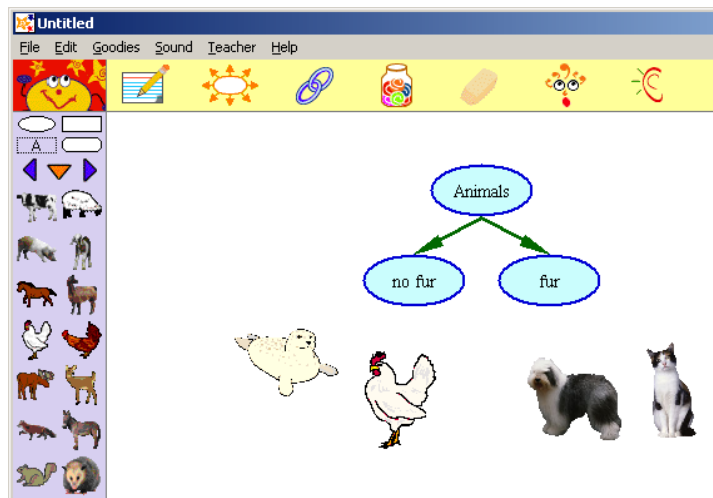 Untitled
File Edit Goodies Sound Teacher Help
A
Animals
no fur
fur